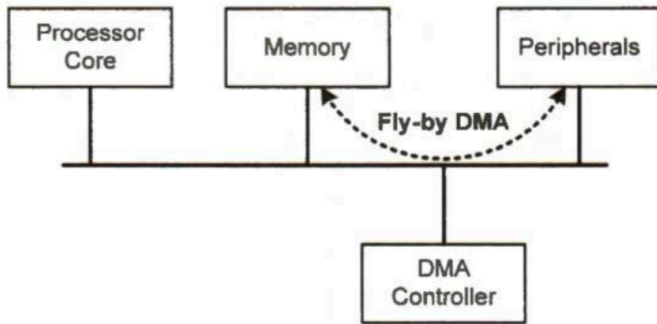 Processor
Core
Memory
Peripherals
Fly-by DMA
DMA
Controller